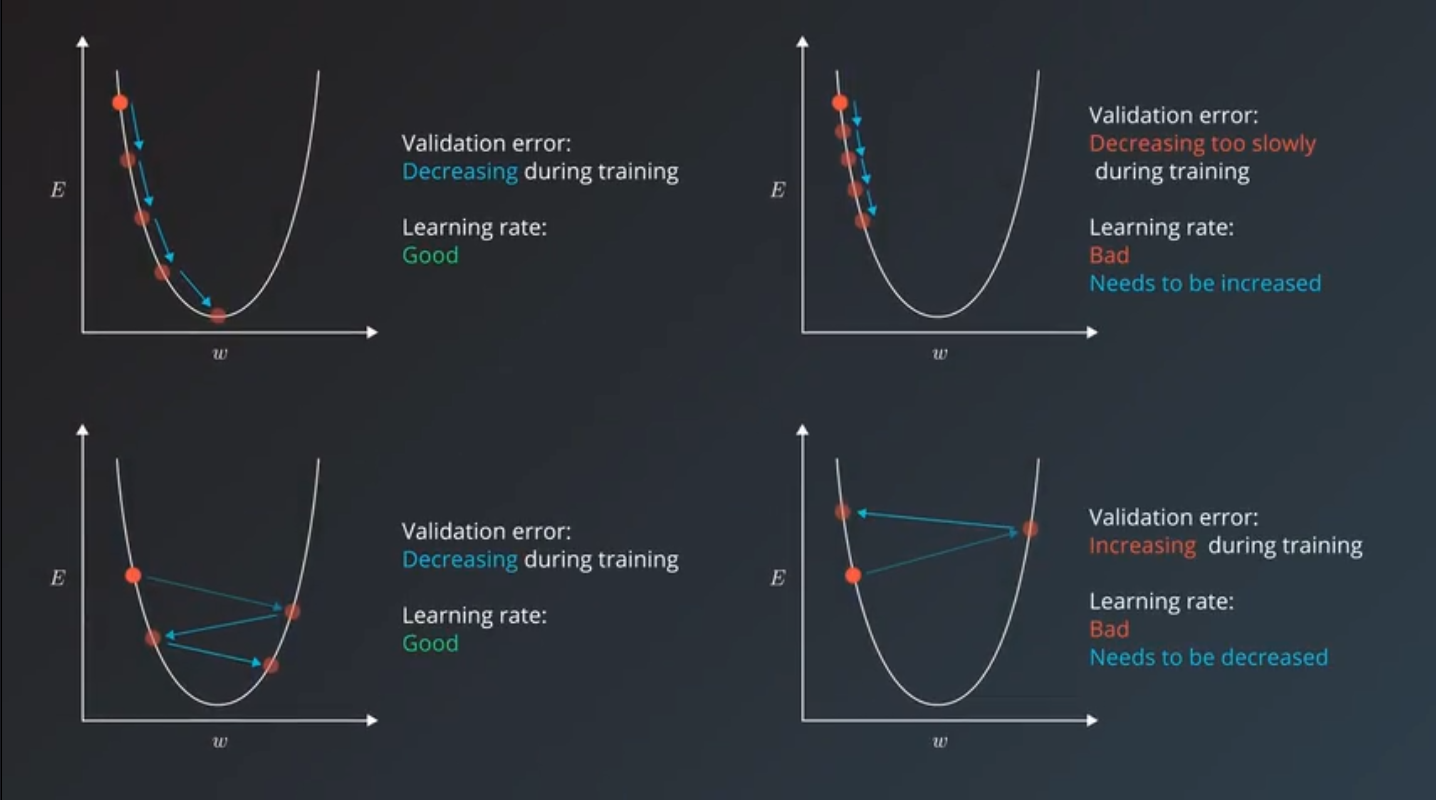 E
w
Validation error:
Decreasing during training
Learning rate:
Good
E
w
Validation error:
Decreasing too slowly
during training
Learning rate:
Bad
Needs to be increased
E
w
Validation error:
Decreasing during training
Learning rate:
Good
E
w
Validation error:
Increasing during training
Learning rate:
Bad
Needs to be decreased